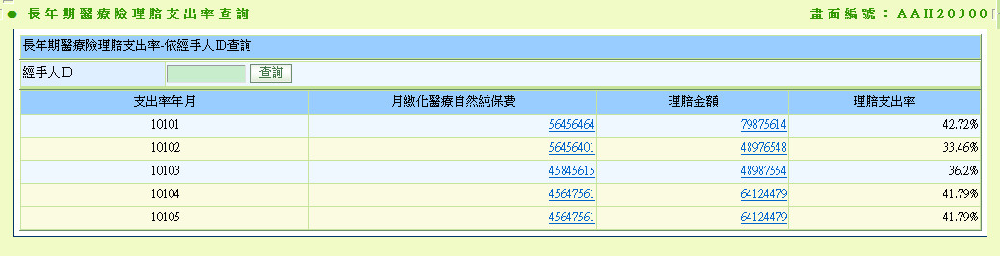 長年期醫療險理賠支出率查詢 畫面編號：AAH20300
長年期醫療險理賠支出率-依經手人ID查詢
經手人ID 查詢
支出率年月 月繳化醫療自然純保費 理賠金額 理賠支出率
10101 56456464 79875614 42.72%
10102 56456401 48976548 33.46%
10103 45845615 48987554 36.2%
10104 45647561 64124479 41.79%
10105 45647561 64124479 41.79%